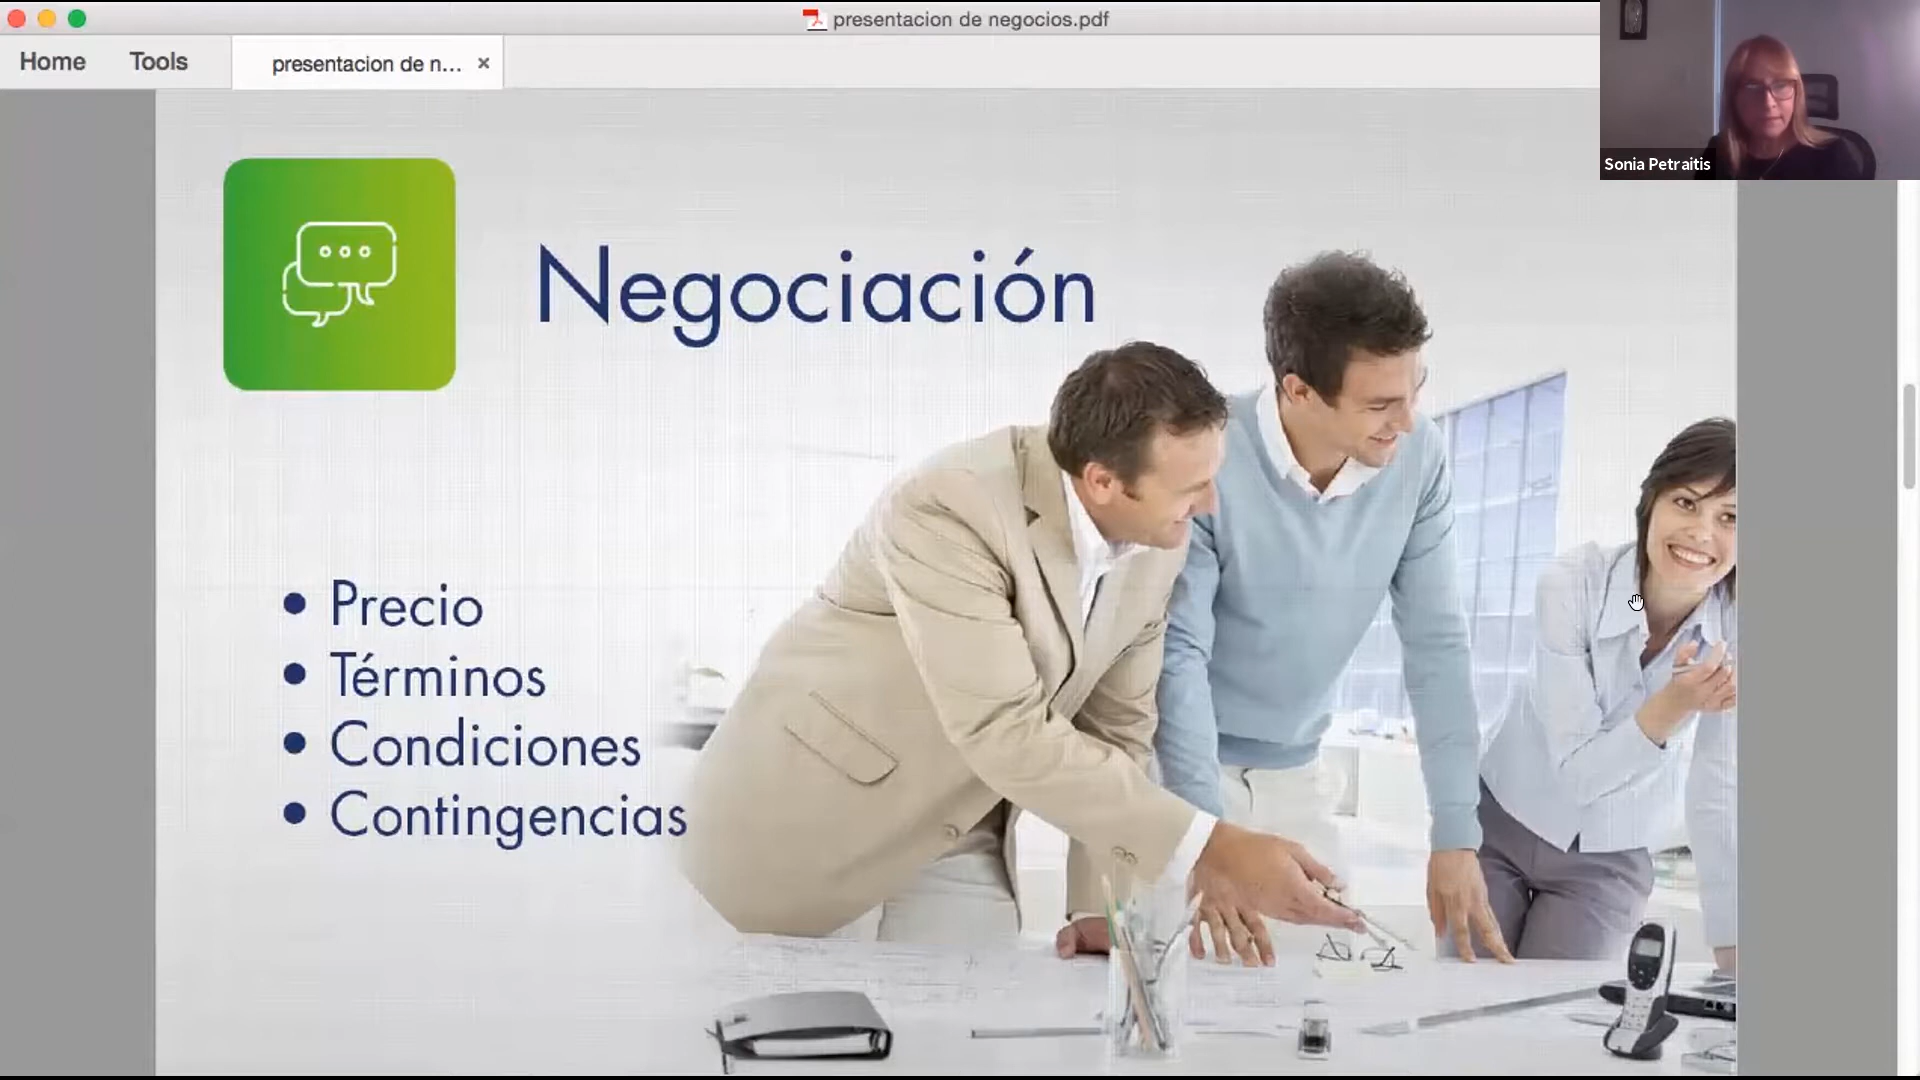 presentacion de negocios.pdf
Home
Tools
presentacion de n... ×
Sonia Petraitis
Negociación
• Precio
• Términos
• Condiciones
• Contingencias